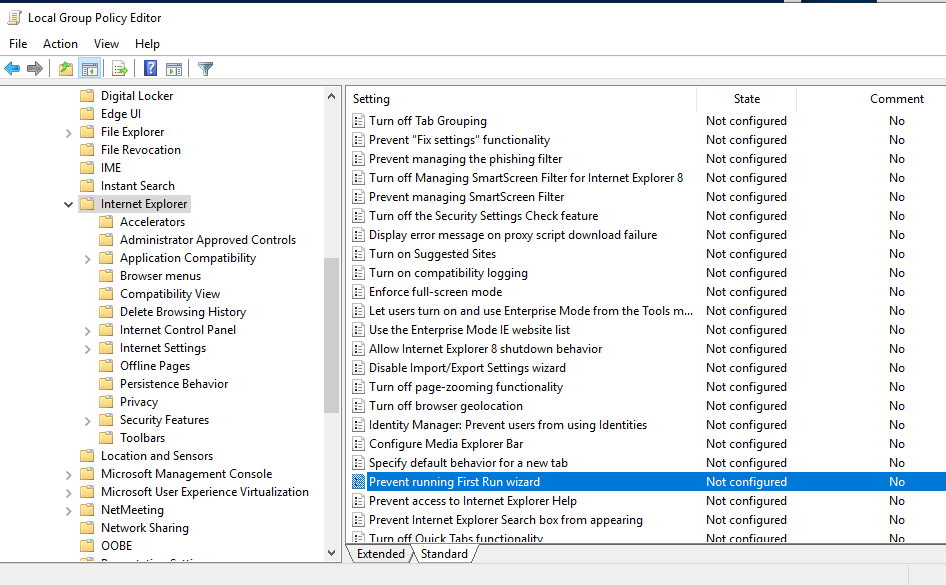 Local Group Policy Editor
File Action View Help
Digital Locker
Edge UI
File Explorer
File Revocation
IME
Instant Search
Internet Explorer
Accelerators
Administrator Approved Controls
Application Compatibility
Browser menus
Compatibility View
Delete Browsing History
Internet Control Panel
Internet Settings
Offline Pages
Persistence Behavior
Privacy
Security Features
Toolbars
Location and Sensors
Microsoft Management Console
Microsoft User Experience Virtualization
NetMeeting
Network Sharing
OOBE
Setting State Comment
Turn off Tab Grouping Not configured No
Prevent "Fix settings" functionality Not configured No
Prevent managing the phishing filter Not configured No
Turn off Managing SmartScreen Filter for Internet Explorer 8 Not configured No
Prevent managing SmartScreen Filter Not configured No
Turn off the Security Settings Check feature Not configured No
Display error message on proxy script download failure Not configured No
Turn on Suggested Sites Not configured No
Turn on compatibility logging Not configured No
Enforce full-screen mode Not configured No
Let users turn on and use Enterprise Mode from the Tools m... Not configured No
Use the Enterprise Mode IE website list Not configured No
Allow Internet Explorer 8 shutdown behavior Not configured No
Disable Import/Export Settings wizard Not configured No
Turn off page-zooming functionality Not configured No
Turn off browser geolocation Not configured No
Identity Manager: Prevent users from using Identities Not configured No
Configure Media Explorer Bar Not configured No
Specify default behavior for a new tab Not configured No
Prevent running First Run wizard Not configured No
Prevent access to Internet Explorer Help Not configured No
Prevent Internet Explorer Search box from appearing Not configured No
Turn off Quick Tabs functionality Not configured No
Extended Standard